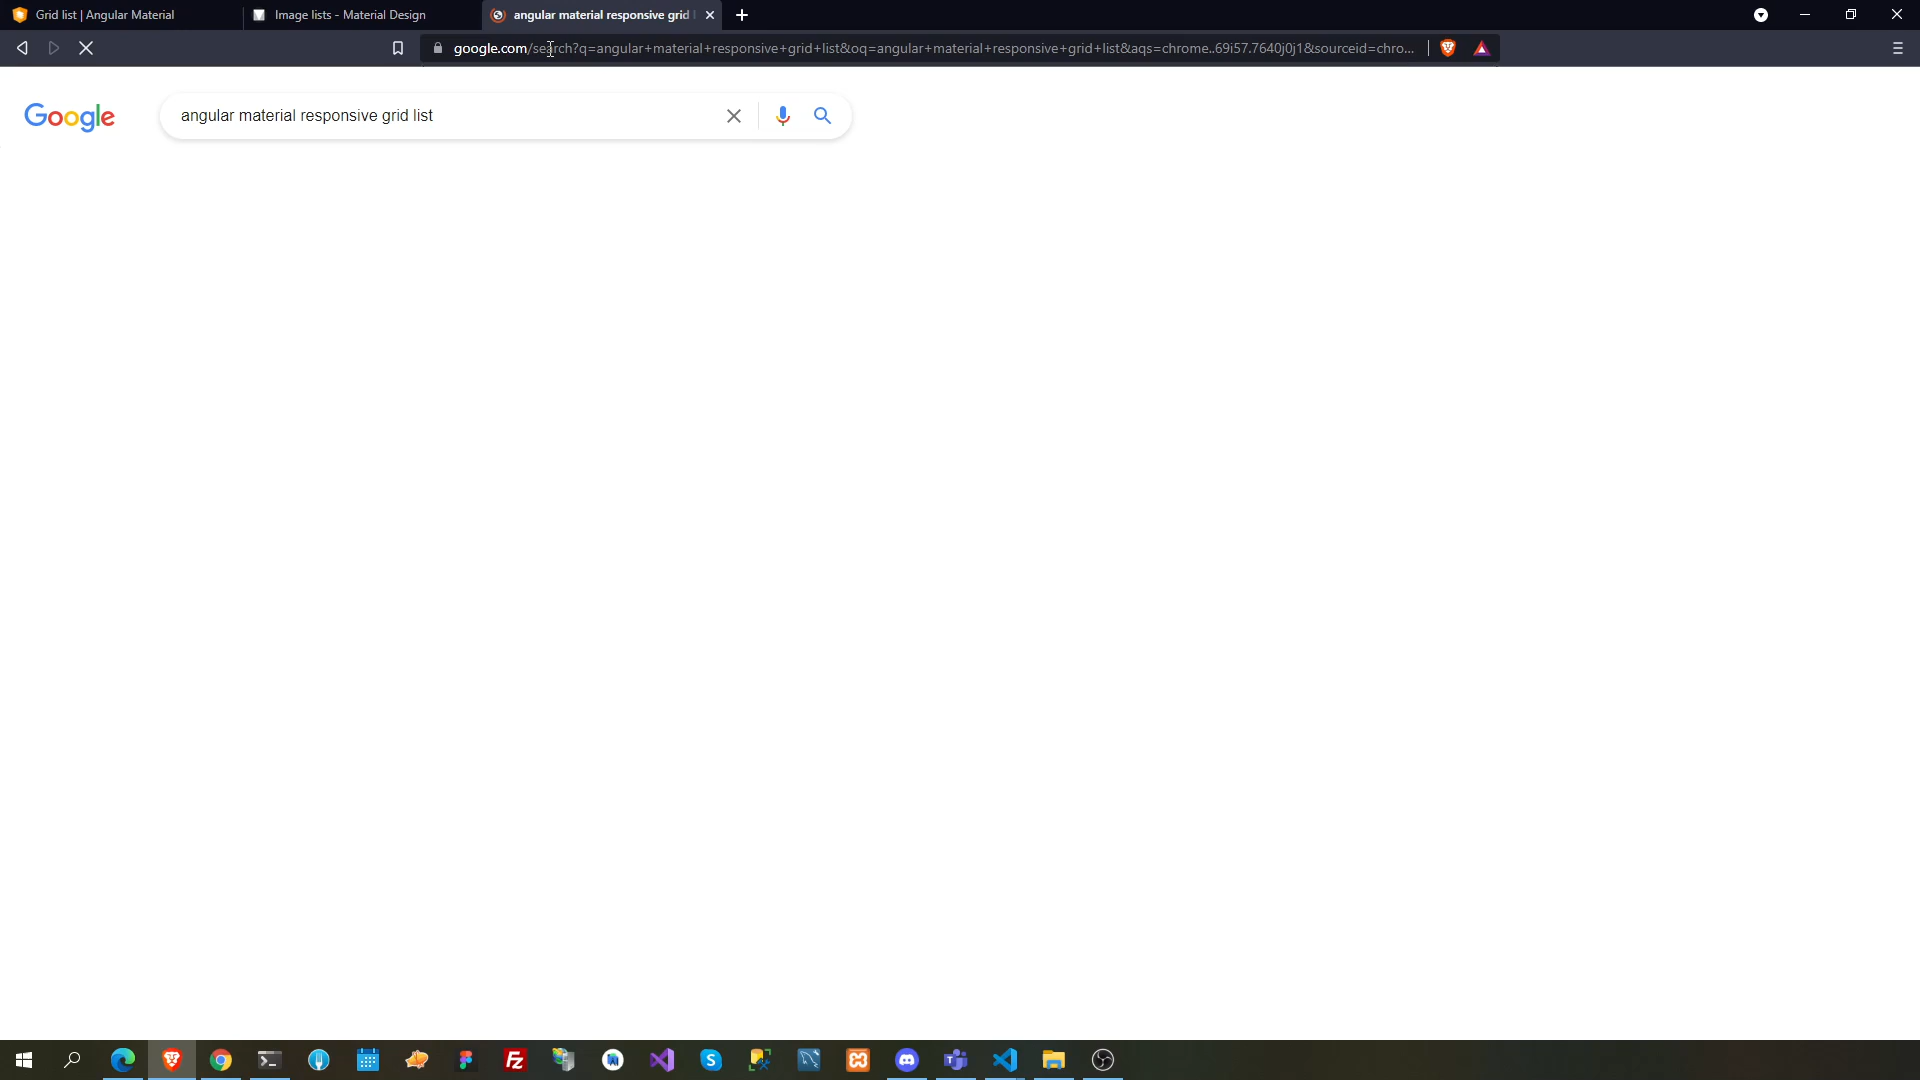 Grid list | Angular Material
Image lists - Material Design
angular material responsive grid
google.com/search?q=angular+material+responsive+grid+list&oq=angular+material+responsive+grid+list&aqs=chrome..69i57.7640j0j1&sourceid=chro...
Google
angular material responsive grid list